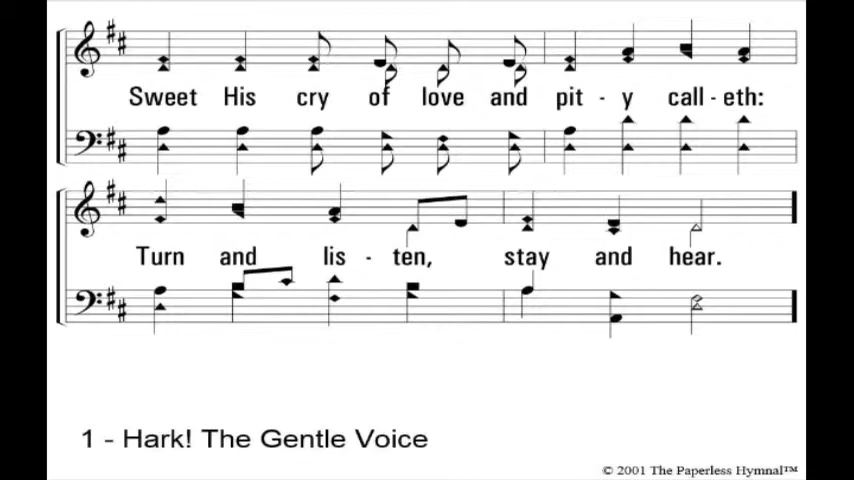 Sweet His cry of love and pit - y call - eth:
Turn and lis - ten, stay and hear.
1 - Hark! The Gentle Voice
© 2001 The Paperless Hymnal™